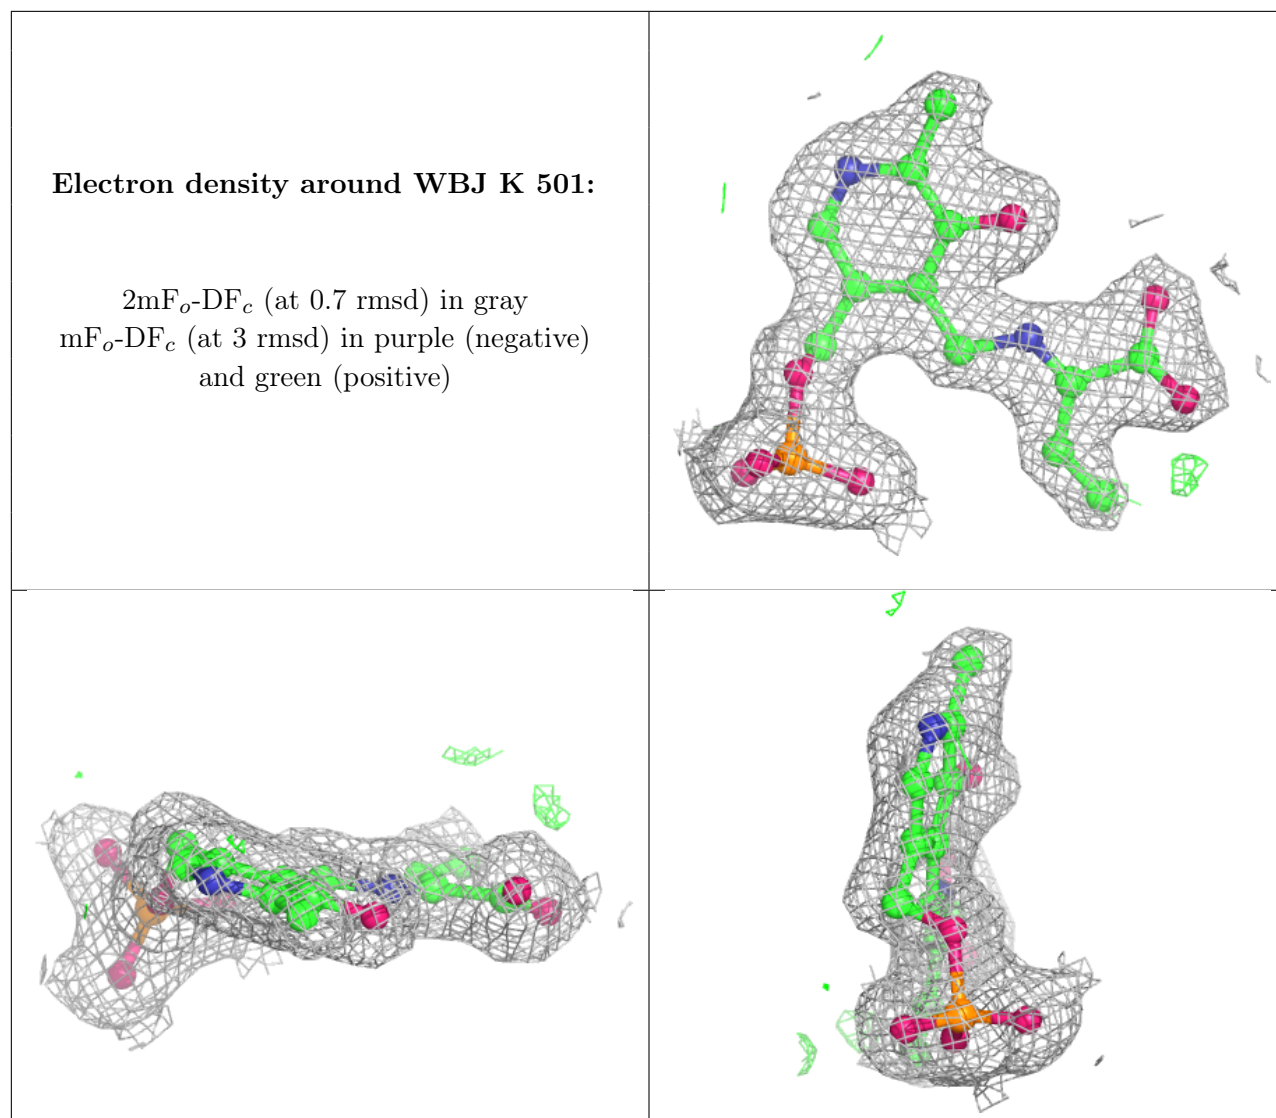 Electron density around WBJ K 501:
2mFo-DFc (at 0.7 rmsd) in gray
mFo-DFc (at 3 rmsd) in purple (negative)
and green (positive)